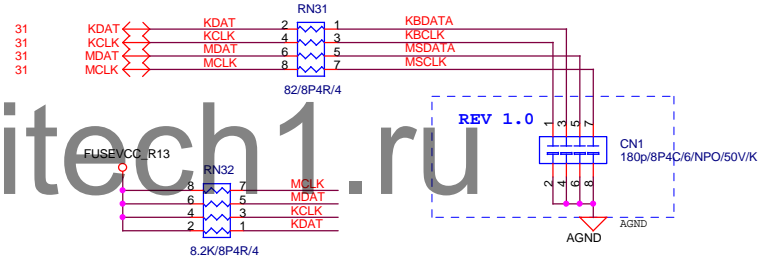 RN31
31 KDAT KDAT 2 1 KBDATA
31 KCLK KCLK 4 3 KBCLK
31 MDAT MDAT 6 5 MSDATA
31 MCLK MCLK 8 7 MSCLK
82/8P4R/4
REV 1.0
1 3 5 7
CN1
180p/8P4C/6/NPO/50V/K
2 4 6 8
AGND
AGND
itech1.ru
FUSEVCC_R13
RN32
8 7 MCLK
6 5 MDAT
4 3 KCLK
2 1 KDAT
8.2K/8P4R/4